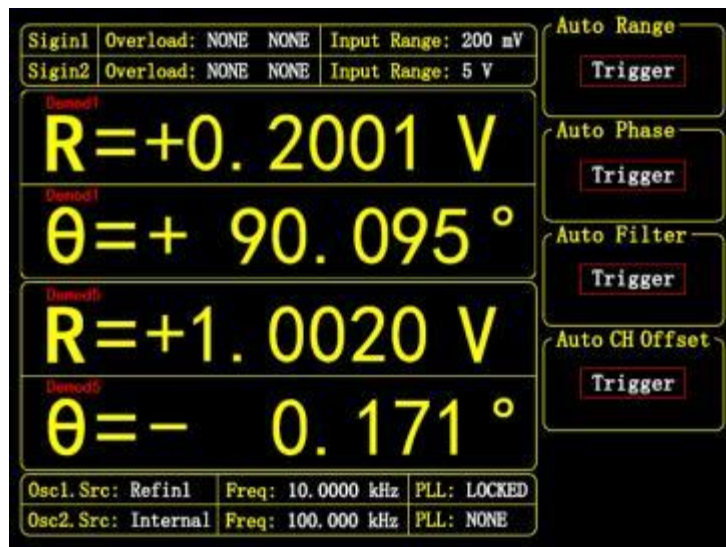 Sigin1 Overload: NONE NONE Input Range: 200 mV
Sigin2 Overload: NONE NONE Input Range: 5 V
Demod1
R=+0.2001 V
Demod1
θ=+ 90.095°
Demod5
R=+1.0020 V
Demod5
θ=- 0.171°
Osc1.Src: Refin1 Freq: 10.0000 kHz PLL: LOCKED
Osc2.Src: Internal Freq: 100.000 kHz PLL: NONE
Auto Range
Trigger
Auto Phase
Trigger
Auto Filter
Trigger
Auto CH Offset
Trigger